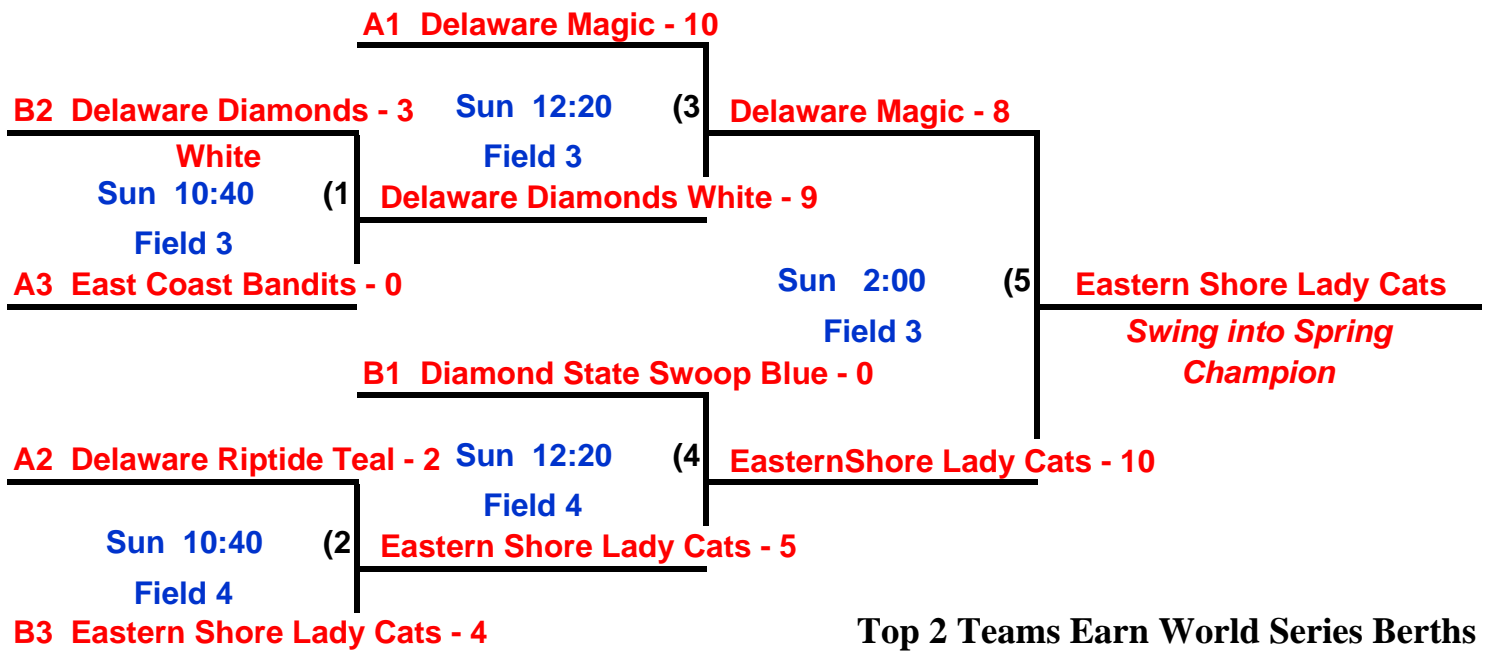 A1 Delaware Magic - 10
B2 Delaware Diamonds - 3
White
Sun 12:20 (3
Field 3
Delaware Magic - 8
Sun 10:40 (1
Field 3
Delaware Diamonds White - 9
A3 East Coast Bandits - 0
Sun 2:00 (5
Field 3
Eastern Shore Lady Cats
Swing into Spring
Champion
B1 Diamond State Swoop Blue - 0
A2 Delaware Riptide Teal - 2
Sun 12:20 (4
Field 4
EasternShore Lady Cats - 10
Sun 10:40 (2
Field 4
Eastern Shore Lady Cats - 5
B3 Eastern Shore Lady Cats - 4
Top 2 Teams Earn World Series Berths